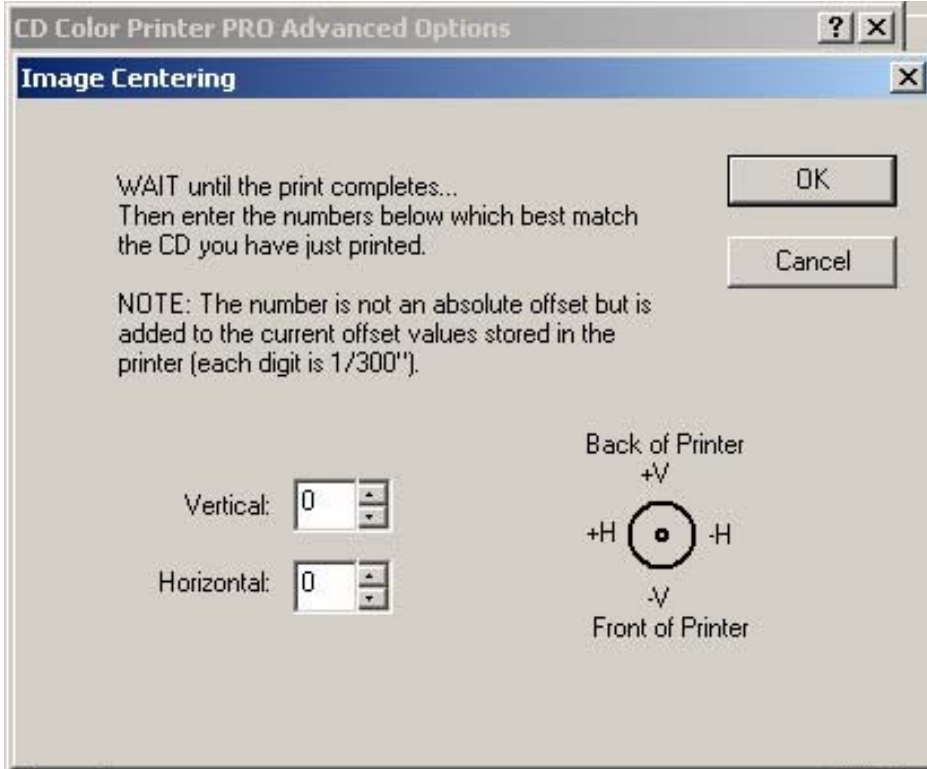 CD Color Printer PRO Advanced Options
Image Centering
WAIT until the print completes...
Then enter the numbers below which best match
the CD you have just printed.
OK
Cancel
NOTE: The number is not an absolute offset but is
added to the current offset values stored in the
printer (each digit is 1/300").
Vertical: 0
Horizontal: 0
Back of Printer
+V
+H -H
-V
Front of Printer